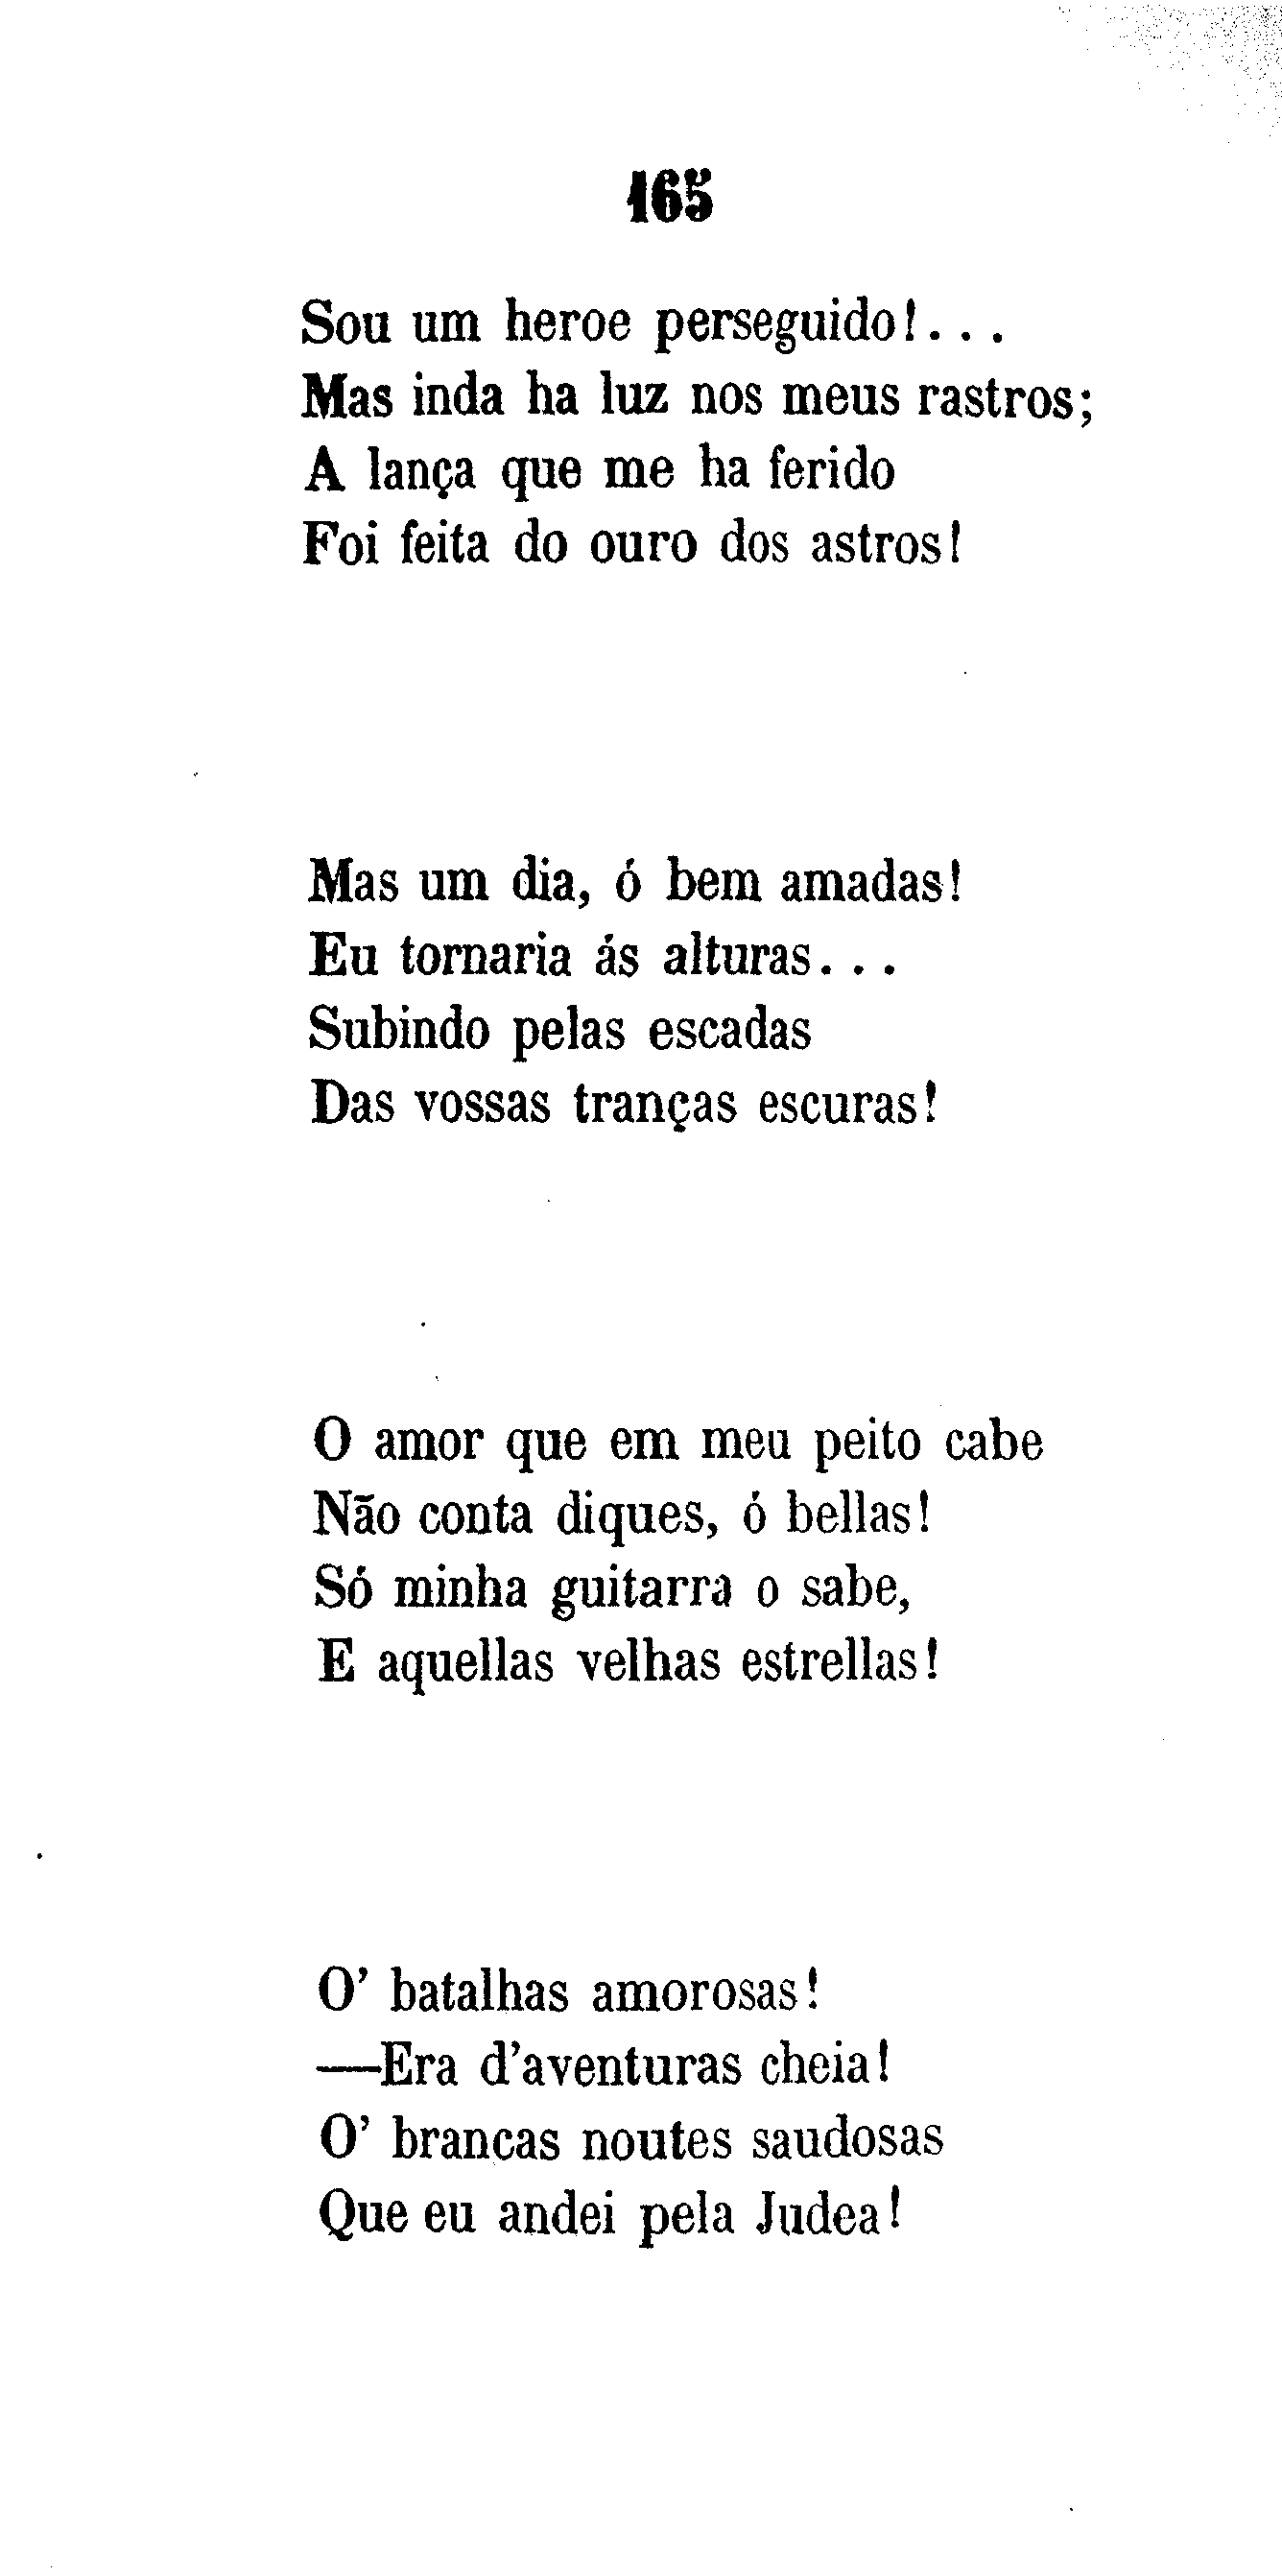 165
Sou um heroe perseguido!...
Mas inda ha luz nos meus rastros;
A lança que me ha ferido
Foi feita do ouro dos astros!
Mas um dia, ó bem amadas!
Eu tornaria ás alturas...
Subindo pelas escadas
Das vossas tranças escuras!
O amor que em meu peito cabe
Não conta diques, ó bellas!
Só minha guitarra o sabe,
E aquellas velhas estrellas!
O' batalhas amorosas!
—Era d'aventuras cheia!
O' brancas noutes saudosas
Que eu andei pela Judea!